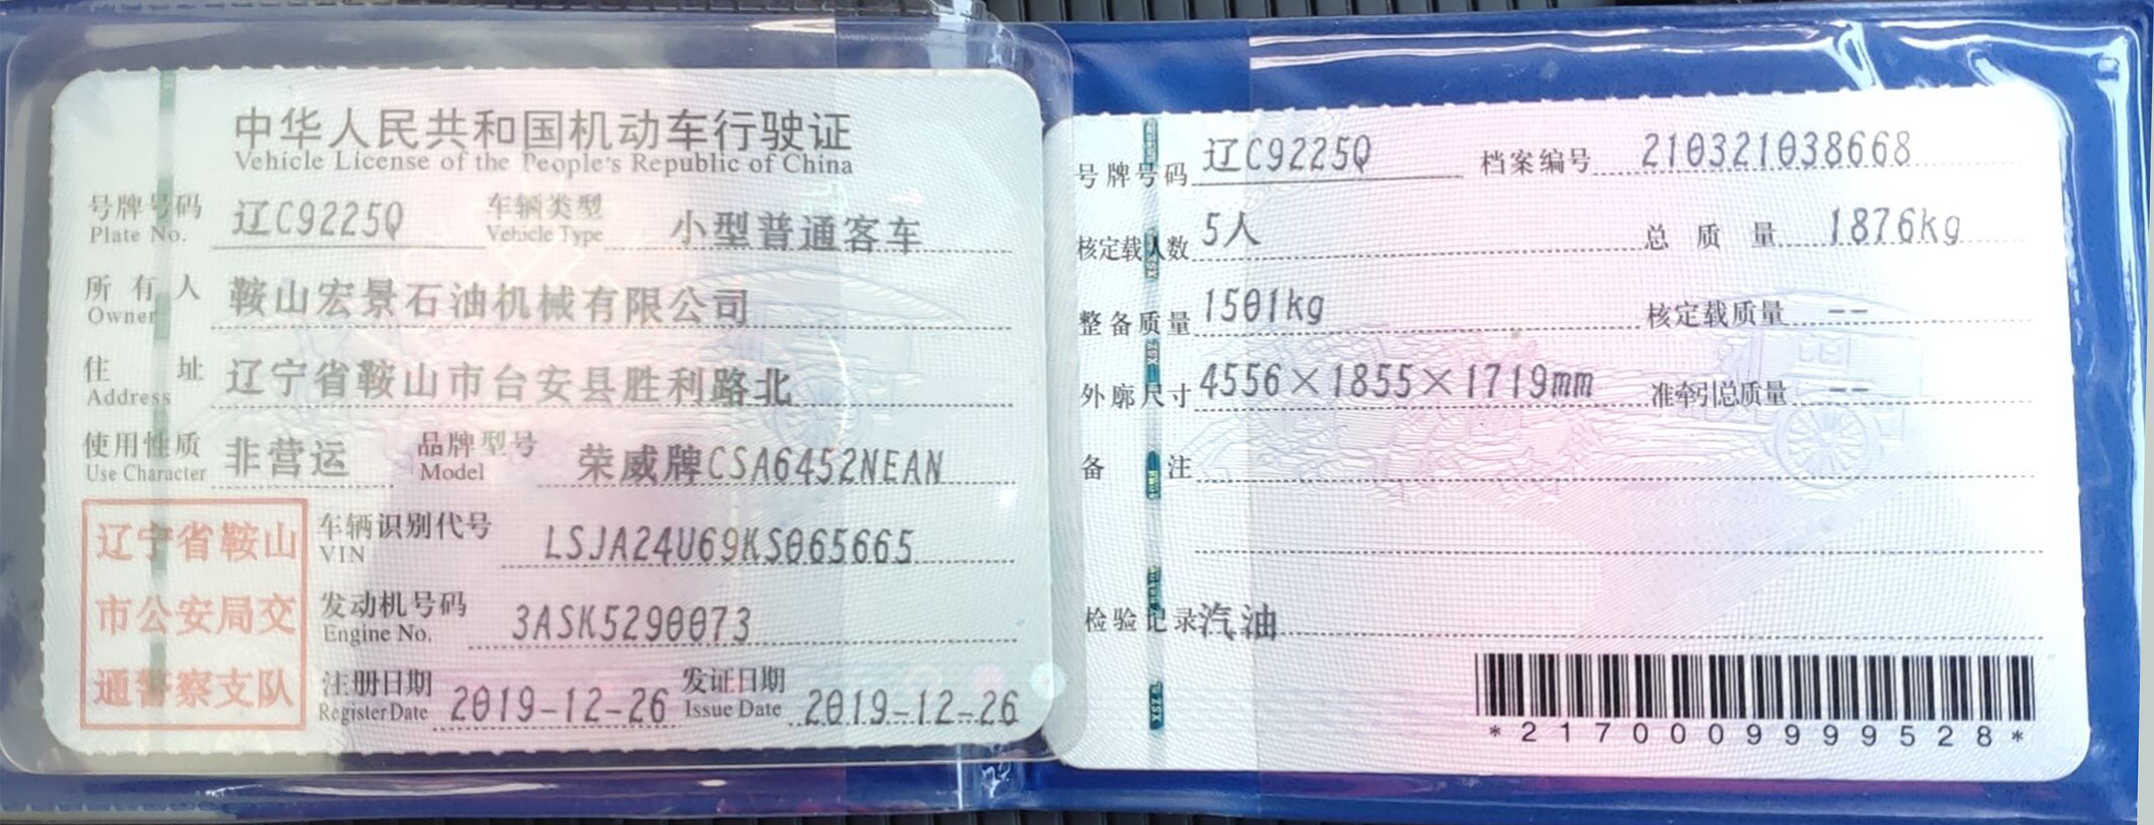 中华人民共和国机动车行驶证
Vehicle License of the People's Republic of China
号牌号码 辽C9225Q 车辆类型 小型普通客车
Plate No. Vehicle Type
所有人 鞍山宏景石油机械有限公司
Owner
住址 辽宁省鞍山市台安县胜利路北
Address
使用性质 非营运 品牌型号 荣威牌CSA6452NEAN
Use Character Model
辽宁省鞍山
市公安局交
通警察支队
车辆识别代号 LSJA24U69KS065665
VIN
发动机号码 3ASK5290073
Engine No.
注册日期 2019-12-26 发证日期 2019-12-26
Register Date Issue Date
号牌号码 辽C9225Q 档案编号 210321038668
核定载人数 5人 总质量 1876kg
整备质量 1501kg 核定载质量 --
外廓尺寸 4556×1855×1719mm 准牵引总质量 --
备注
检验记录 汽油
*2170009999528*